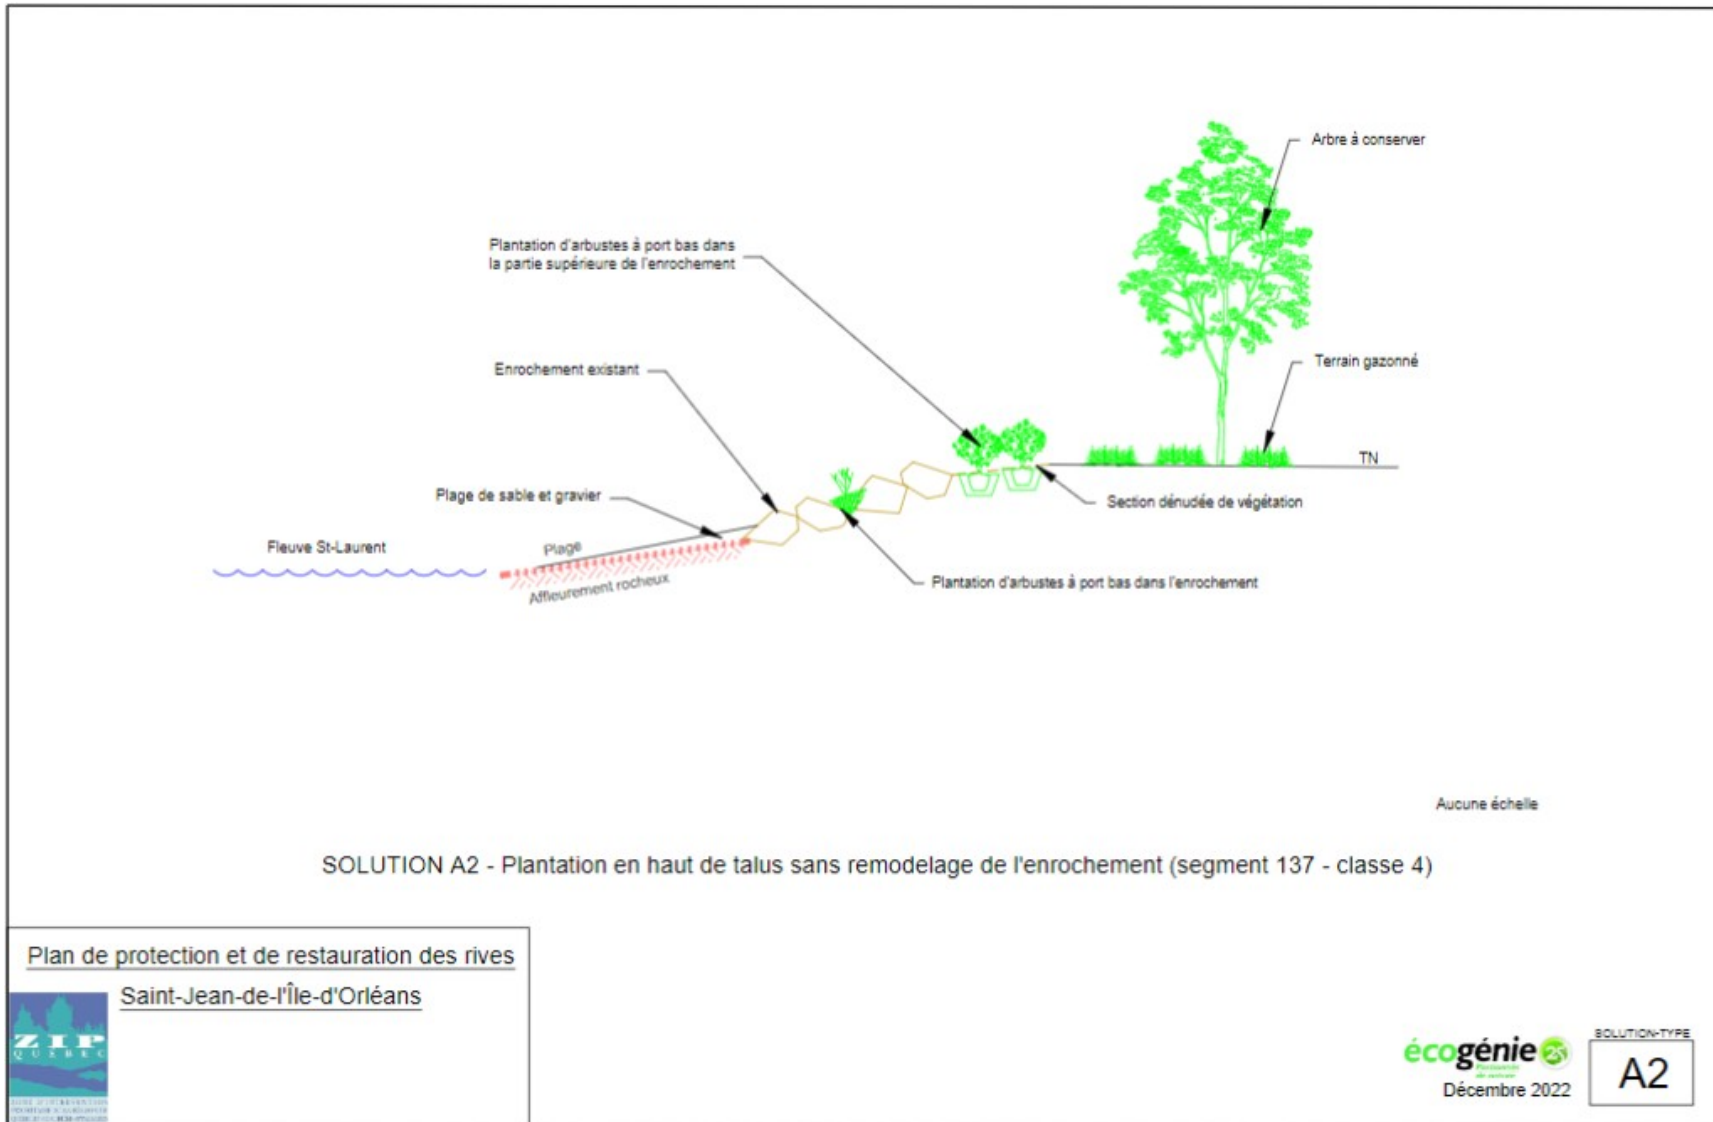 Arbre à conserver
Plantation d'arbustes à port bas dans
la partie supérieure de l'enrochement
Enrochement existant
Terrain gazonné
TN
Plage de sable et gravier
Section dénudée de végétation
Fleuve St-Laurent
Plage
Affleurement rocheux
Plantation d'arbustes à port bas dans l'enrochement
Aucune échelle
SOLUTION A2 - Plantation en haut de talus sans remodelage de l'enrochement (segment 137 - classe 4)
Plan de protection et de restauration des rives
Saint-Jean-de-l'Île-d'Orléans
ZIP
QUÉBEC
écogénie 25
Décembre 2022
SOLUTION-TYPE
A2